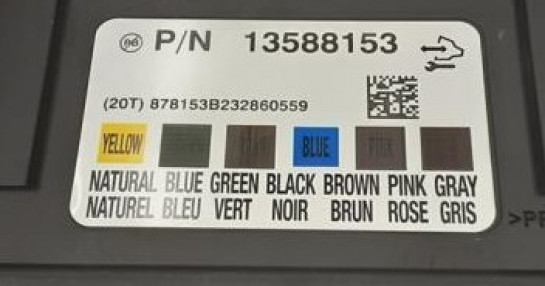 P/N 13588153
(20T) 878153B232860559
YELLOW BLUE PINK
NATURAL BLUE GREEN BLACK BROWN PINK GRAY
NATUREL BLEU VERT NOIR BRUN ROSE GRIS